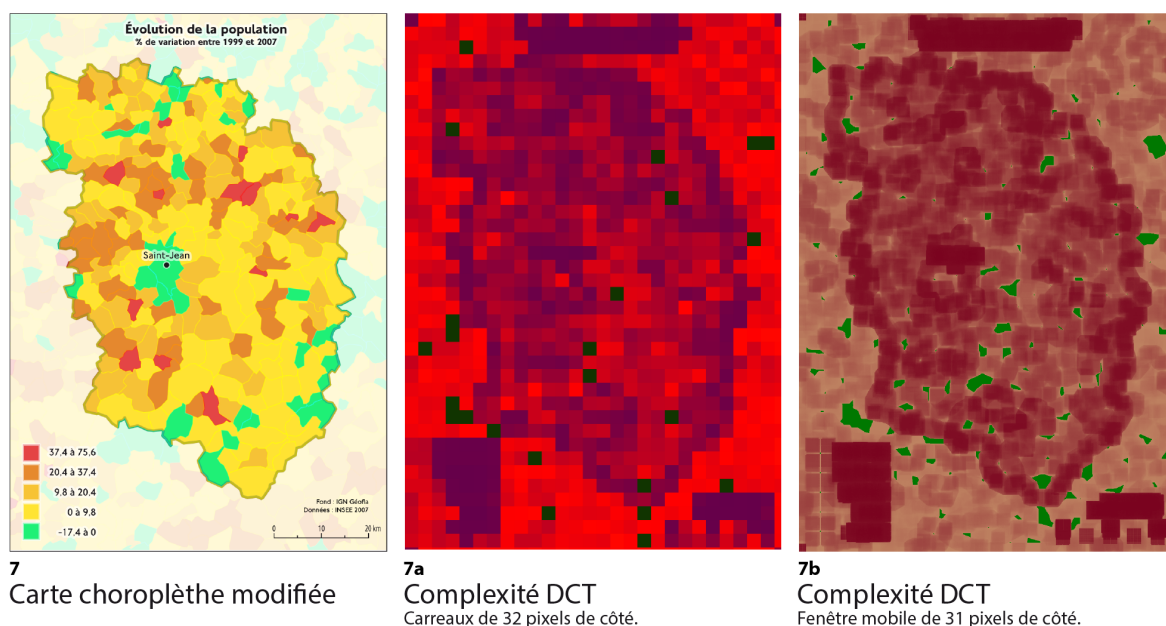 Évolution de la population
% de variation entre 1999 et 2007
Saint-Jean
37.4 à 75.6
20.4 à 37.4
9.8 à 20.4
0 à 9.8
-17.4 à 0
Fond : IGN Géofla
Données : INSEE 2007
0 10 20 km
7
Carte choroplèthe modifiée
7a
Complexité DCT
Carreaux de 32 pixels de côté.
7b
Complexité DCT
Fenêtre mobile de 31 pixels de côté.